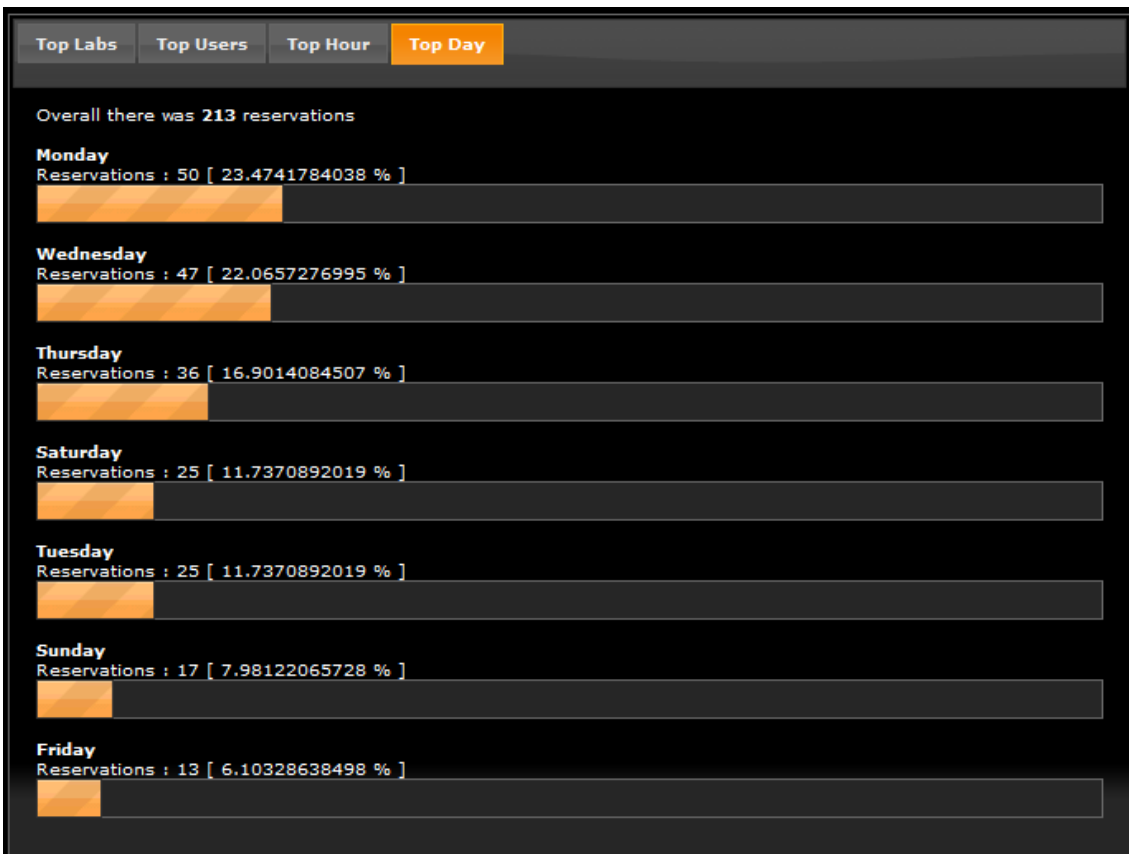 Top Labs Top Users Top Hour Top Day
Overall there was 213 reservations
Monday
Reservations : 50 [ 23.4741784038 % ]
Wednesday
Reservations : 47 [ 22.0657276995 % ]
Thursday
Reservations : 36 [ 16.9014084507 % ]
Saturday
Reservations : 25 [ 11.7370892019 % ]
Tuesday
Reservations : 25 [ 11.7370892019 % ]
Sunday
Reservations : 17 [ 7.98122065728 % ]
Friday
Reservations : 13 [ 6.10328638498 % ]